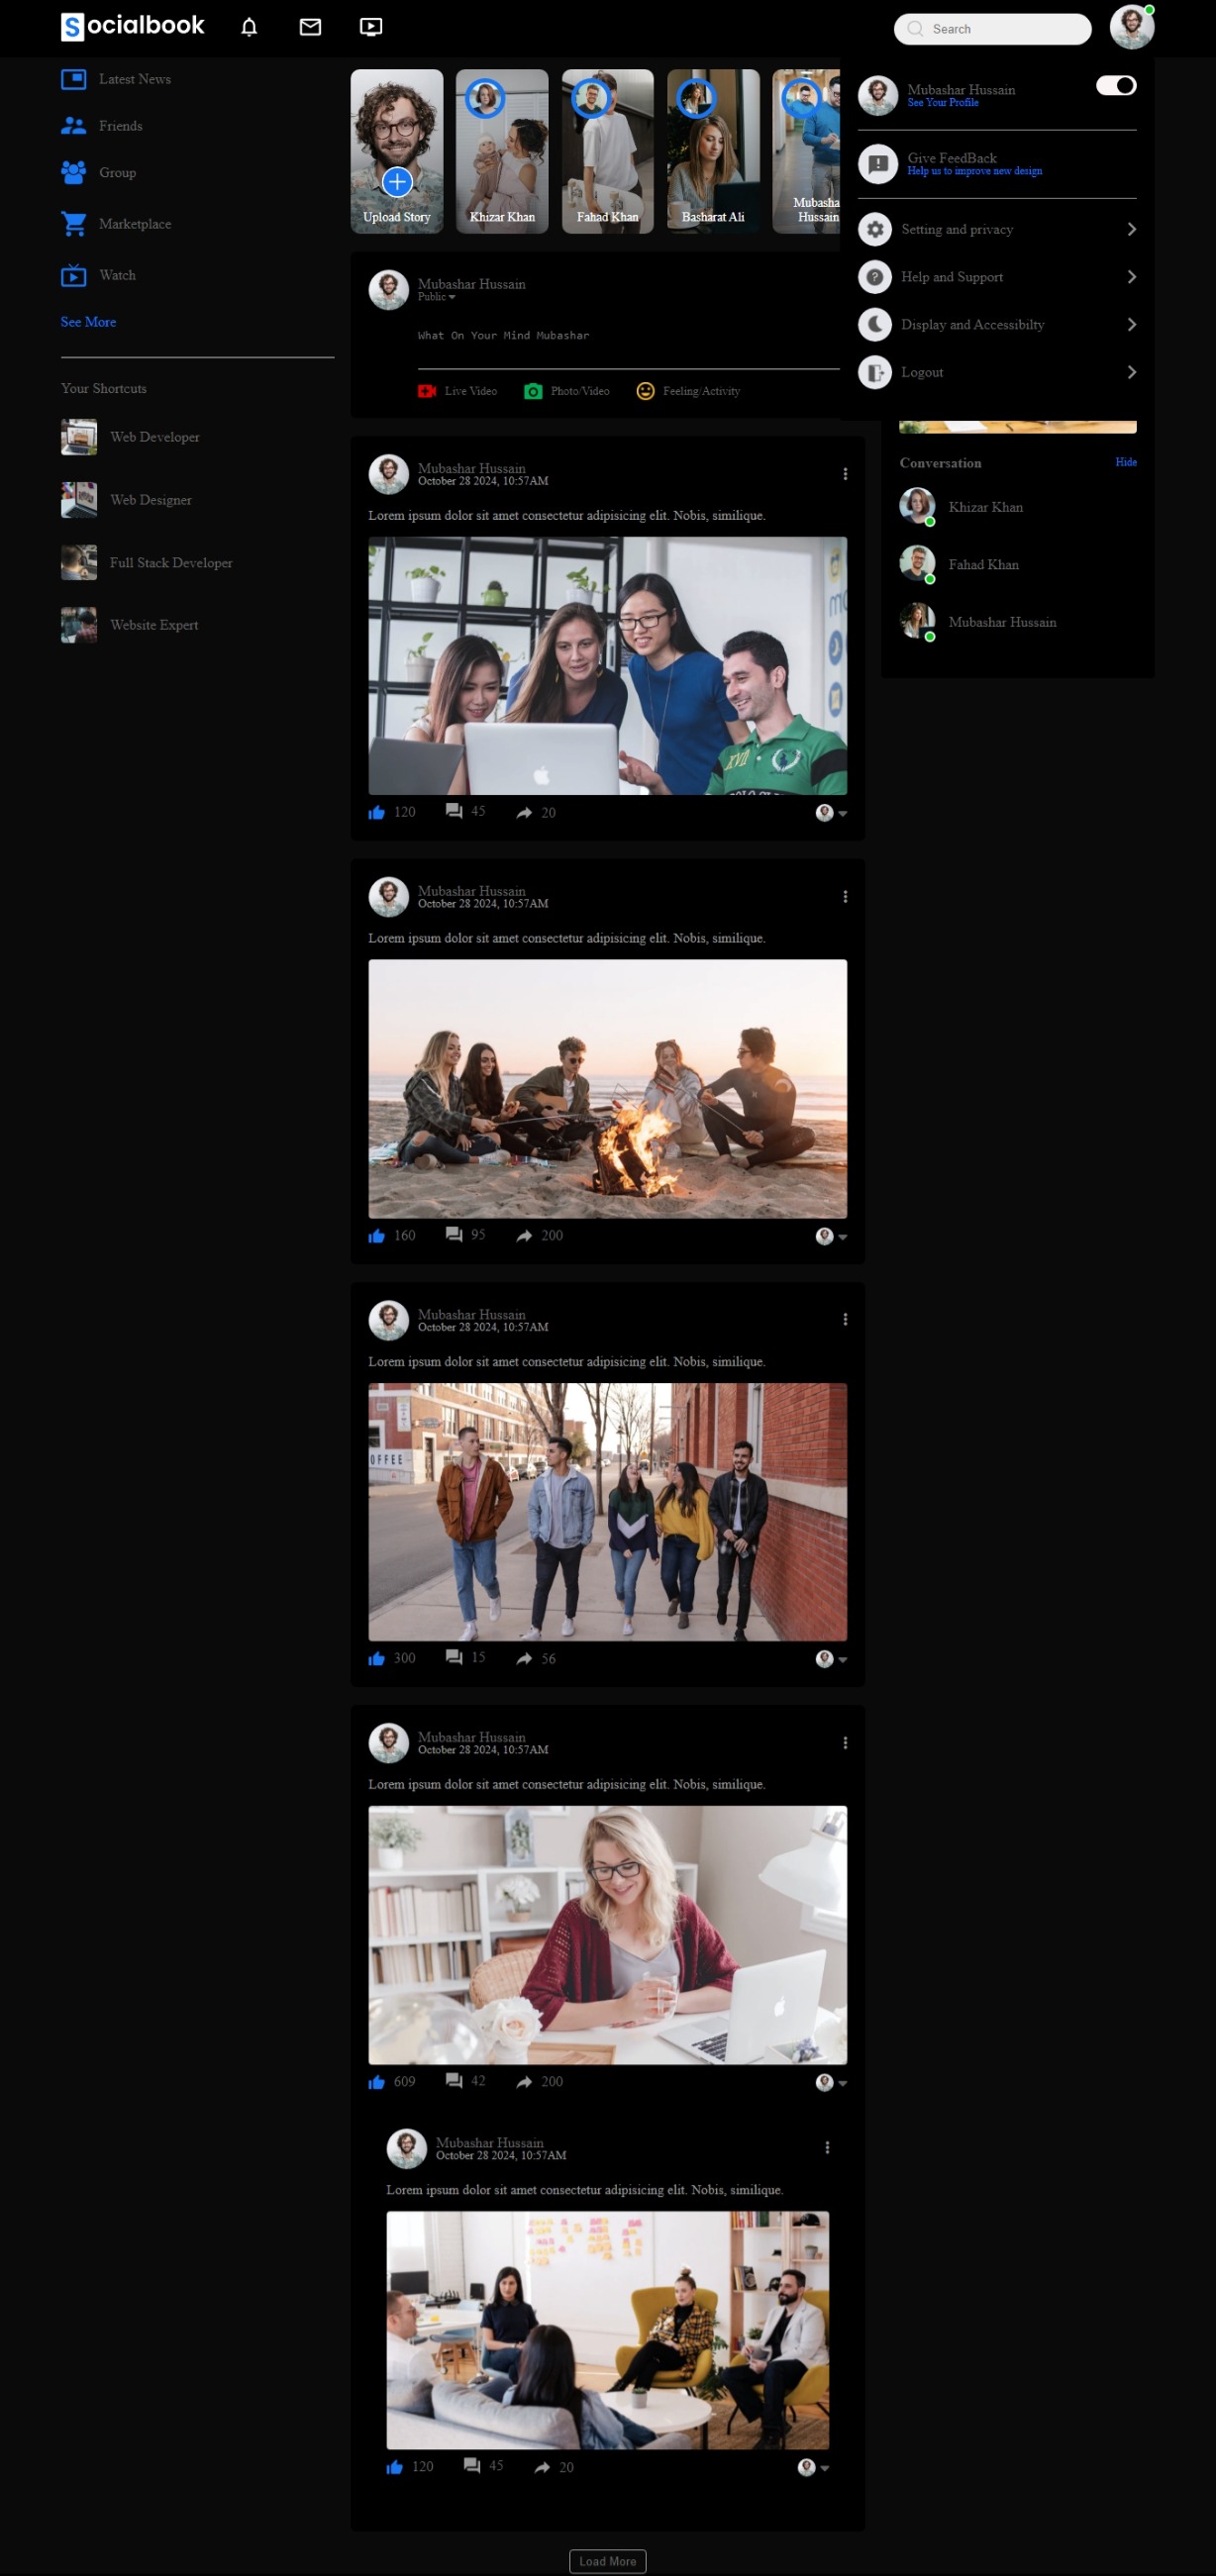 Socialbook
Search
Latest News
Friends
Group
Marketplace
Watch
See More
Your Shortcuts
Web Developer
Web Designer
Full Stack Developer
Website Expert
Upload Story
Khizar Khan
Fahad Khan
Basharat Ali
Mubasha
Hussain
Mubashar Hussain
Public
What On Your Mind Mubashar
Live Video
Photo/Video
Feeling/Activity
Mubashar Hussain
See Your Profile
Give FeedBack
Help us to improve new design
Setting and privacy
Help and Support
Display and Accessibilty
Logout
Conversation
Hide
Khizar Khan
Fahad Khan
Mubashar Hussain
Mubashar Hussain
October 28 2024, 10:57AM
Lorem ipsum dolor sit amet consectetur adipisicing elit. Nobis, similique.
XVII
120 45 20
Mubashar Hussain
October 28 2024, 10:57AM
Lorem ipsum dolor sit amet consectetur adipisicing elit. Nobis, similique.
160 95 200
Mubashar Hussain
October 28 2024, 10:57AM
Lorem ipsum dolor sit amet consectetur adipisicing elit. Nobis, similique.
OFFEE
300 15 56
Mubashar Hussain
October 28 2024, 10:57AM
Lorem ipsum dolor sit amet consectetur adipisicing elit. Nobis, similique.
609 42 200
Mubashar Hussain
October 28 2024, 10:57AM
Lorem ipsum dolor sit amet consectetur adipisicing elit. Nobis, similique.
120 45 20
Load More